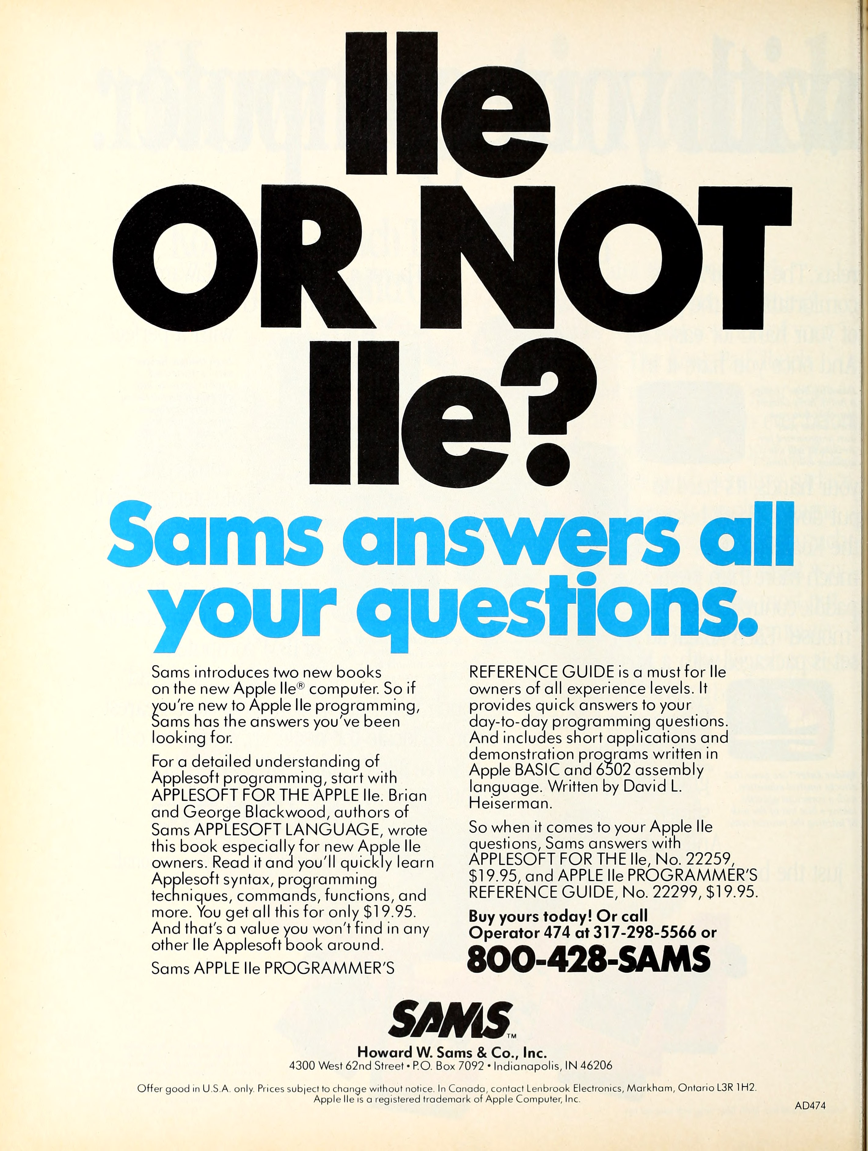 IIe
OR NOT
IIe?
Sams answers all
your questions.
Sams introduces two new books
on the new Apple IIe® computer. So if
you're new to Apple IIe programming,
Sams has the answers you've been
looking for.
For a detailed understanding of
Applesoft programming, start with
APPLESOFT FOR THE APPLE IIe. Brian
and George Blackwood, authors of
Sams APPLESOFT LANGUAGE, wrote
this book especially for new Apple IIe
owners. Read it and you'll quickly learn
Applesoft syntax, programming
techniques, commands, functions, and
more. You get all this for only $19.95.
And that's a value you won't find in any
other IIe Applesoft book around.
Sams APPLE IIe PROGRAMMER'S
REFERENCE GUIDE is a must for IIe
owners of all experience levels. It
provides quick answers to your
day-to-day programming questions.
And includes short applications and
demonstration programs written in
Apple BASIC and 6502 assembly
language. Written by David L.
Heiserman.
So when it comes to your Apple IIe
questions, Sams answers with
APPLESOFT FOR THE IIe, No. 22259,
$19.95, and APPLE IIe PROGRAMMER'S
REFERENCE GUIDE, No. 22299, $19.95.
Buy yours today! Or call
Operator 474 at 317-298-5566 or
800-428-SAMS
SAMS™
Howard W. Sams & Co., Inc.
4300 West 62nd Street • P.O. Box 7092 • Indianapolis, IN 46206
Offer good in U.S.A. only. Prices subject to change without notice. In Canada, contact Lenbrook Electronics, Markham, Ontario L3R 1H2.
Apple IIe is a registered trademark of Apple Computer, Inc.
AD474